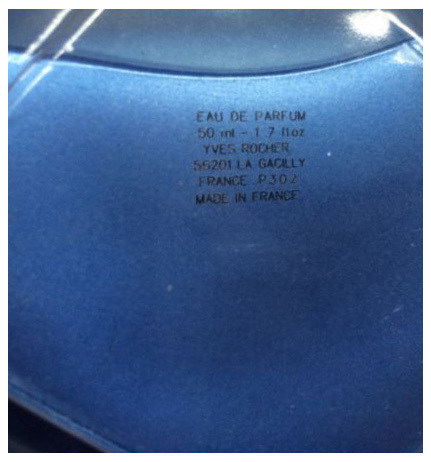 EAU DE PARFUM
50 ml - 1.7 fl oz
YVES ROCHER
56201 LA GACILLY
FRANCE . P302
MADE IN FRANCE